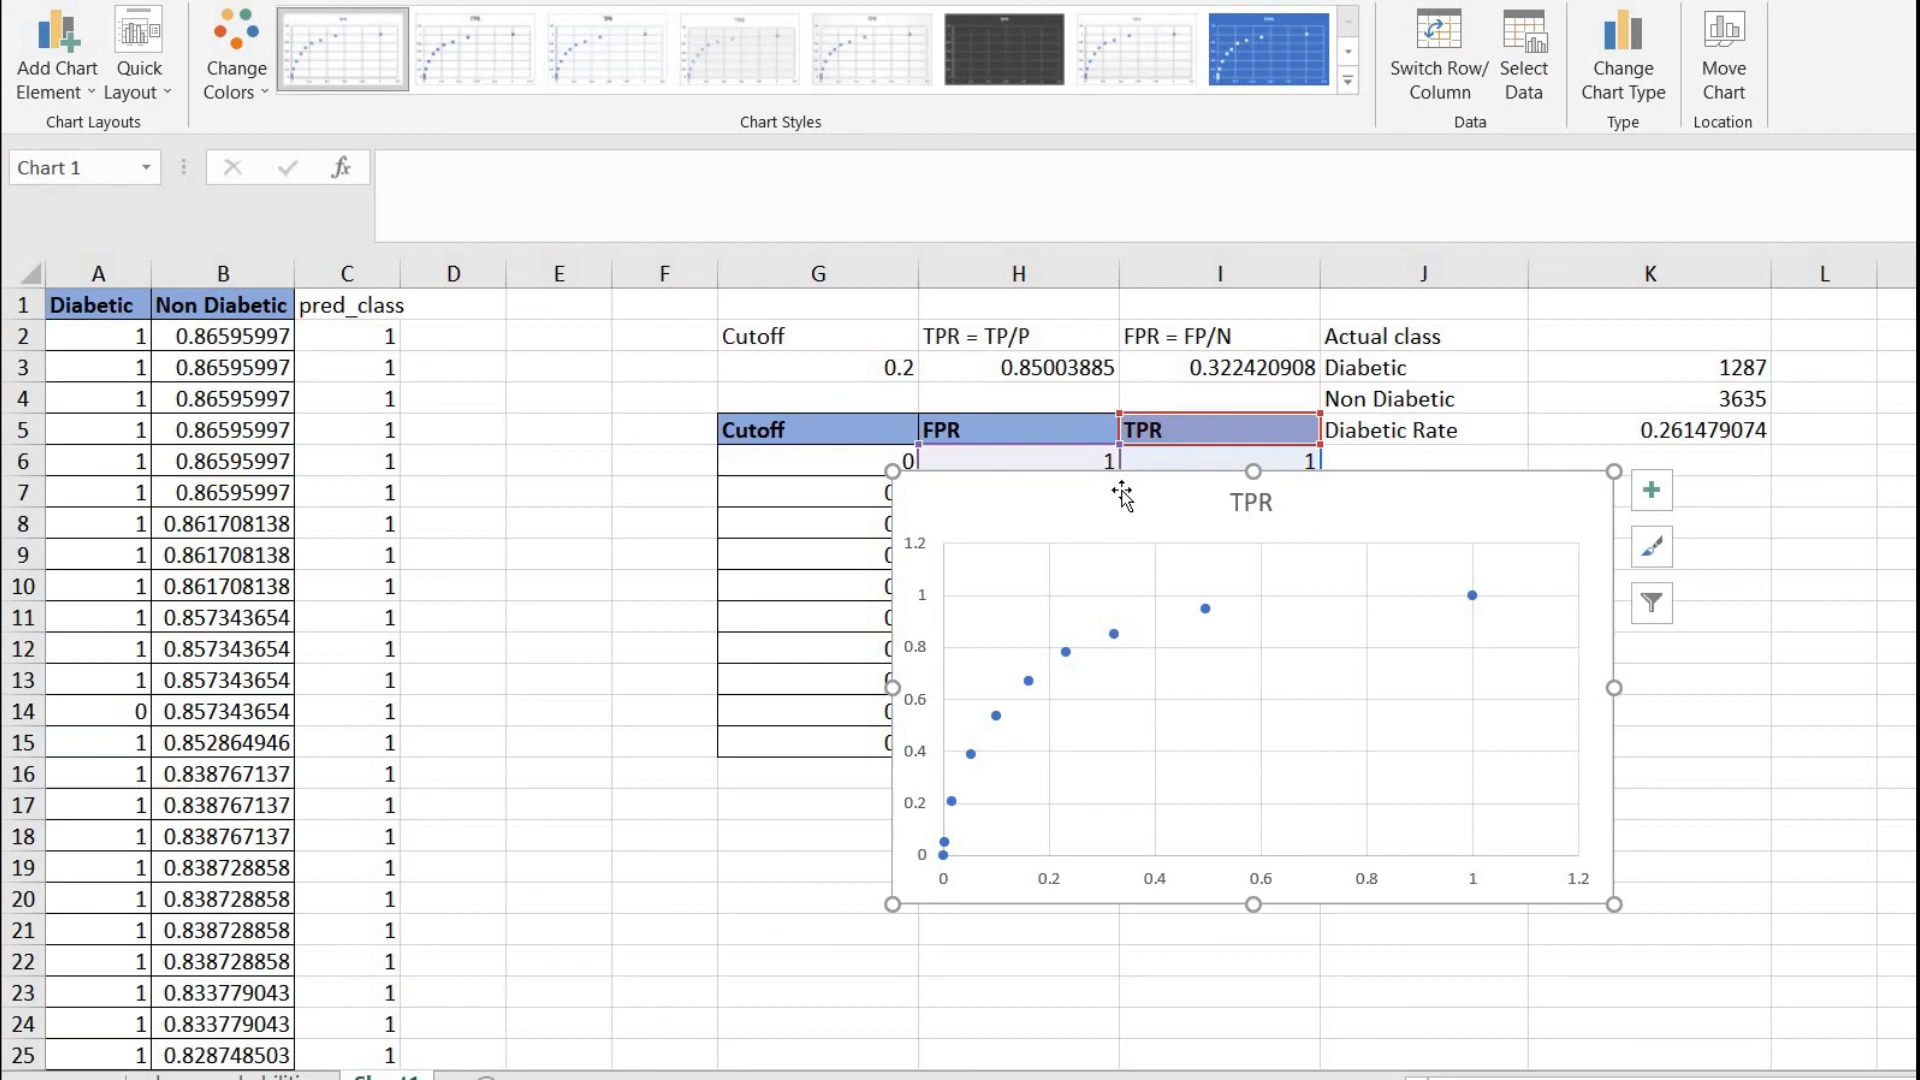 Add Chart Element
Quick Layout
Chart Layouts
Change Colors
Chart Styles
Switch Row/ Column
Select Data
Data
Change Chart Type
Type
Move Chart
Location
Chart 1
fx
A B C D E F G H I J K L
1 Diabetic Non Diabetic pred_class
2 1 0.86595997 1 Cutoff TPR = TP/P FPR = FP/N Actual class
3 1 0.86595997 1 0.2 0.85003885 0.322420908 Diabetic 1287
4 1 0.86595997 1 Non Diabetic 3635
5 1 0.86595997 1 Cutoff FPR TPR Diabetic Rate 0.261479074
6 1 0.86595997 1 0 1 1
7 1 0.86595997 1
8 1 0.861708138 1
9 1 0.861708138 1
10 1 0.861708138 1
11 1 0.857343654 1
12 1 0.857343654 1
13 1 0.857343654 1
14 0 0.857343654 1
15 1 0.852864946 1
16 1 0.838767137 1
17 1 0.838767137 1
18 1 0.838767137 1
19 1 0.838728858 1
20 1 0.838728858 1
21 1 0.838728858 1
22 1 0.838728858 1
23 1 0.833779043 1
24 1 0.833779043 1
25 1 0.828748503 1
TPR
1.2
1
0.8
0.6
0.4
0.2
0
0 0.2 0.4 0.6 0.8 1 1.2